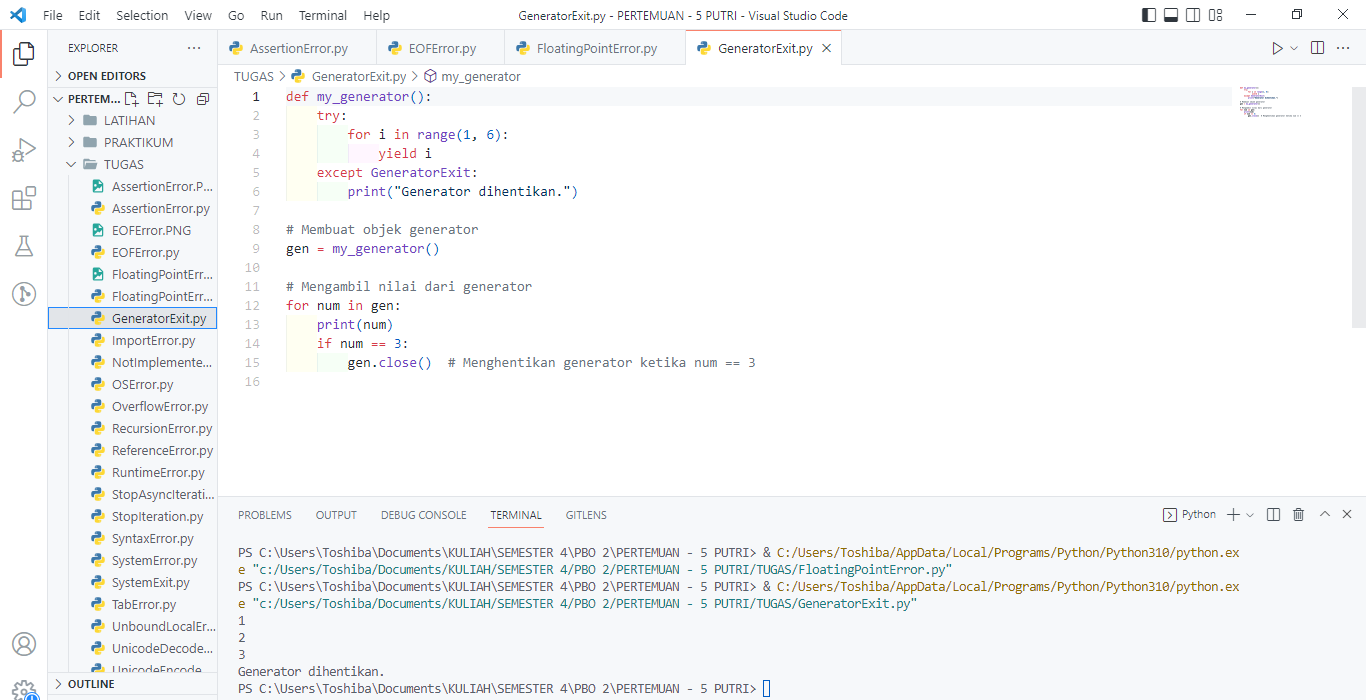 File Edit Selection View Go Run Terminal Help GeneratorExit.py - PERTEMUAN - 5 PUTRI - Visual Studio Code
EXPLORER ···
OPEN EDITORS
PERTEM...
LATIHAN
PRAKTIKUM
TUGAS
AssertionError.P...
AssertionError.py
EOFError.PNG
EOFError.py
FloatingPointErr...
FloatingPointErr...
GeneratorExit.py
ImportError.py
NotImplemente...
OSError.py
OverflowError.py
RecursionError.py
ReferenceError.py
RuntimeError.py
StopAsyncIterati...
StopIteration.py
SyntaxError.py
SystemError.py
SystemExit.py
TabError.py
UnboundLocalEr...
UnicodeDecode...
UnicodeEncode
OUTLINE
AssertionError.py EOFError.py FloatingPointError.py GeneratorExit.py
TUGAS > GeneratorExit.py > my_generator
1 def my_generator():
2     try:
3         for i in range(1, 6):
4             yield i
5     except GeneratorExit:
6         print("Generator dihentikan.")
7
8 # Membuat objek generator
9 gen = my_generator()
10
11 # Mengambil nilai dari generator
12 for num in gen:
13     print(num)
14     if num == 3:
15         gen.close()  # Menghentikan generator ketika num == 3
16
PROBLEMS OUTPUT DEBUG CONSOLE TERMINAL GITLENS Python
PS C:\Users\Toshiba\Documents\KULIAH\SEMESTER 4\PBO 2\PERTEMUAN - 5 PUTRI> & C:/Users/Toshiba/AppData/Local/Programs/Python/Python310/python.ex
e "c:/Users/Toshiba/Documents/KULIAH/SEMESTER 4/PBO 2/PERTEMUAN - 5 PUTRI/TUGAS/FloatingPointError.py"
PS C:\Users\Toshiba\Documents\KULIAH\SEMESTER 4\PBO 2\PERTEMUAN - 5 PUTRI> & C:/Users/Toshiba/AppData/Local/Programs/Python/Python310/python.ex
e "c:/Users/Toshiba/Documents/KULIAH/SEMESTER 4/PBO 2/PERTEMUAN - 5 PUTRI/TUGAS/GeneratorExit.py"
1
2
3
Generator dihentikan.
PS C:\Users\Toshiba\Documents\KULIAH\SEMESTER 4\PBO 2\PERTEMUAN - 5 PUTRI>